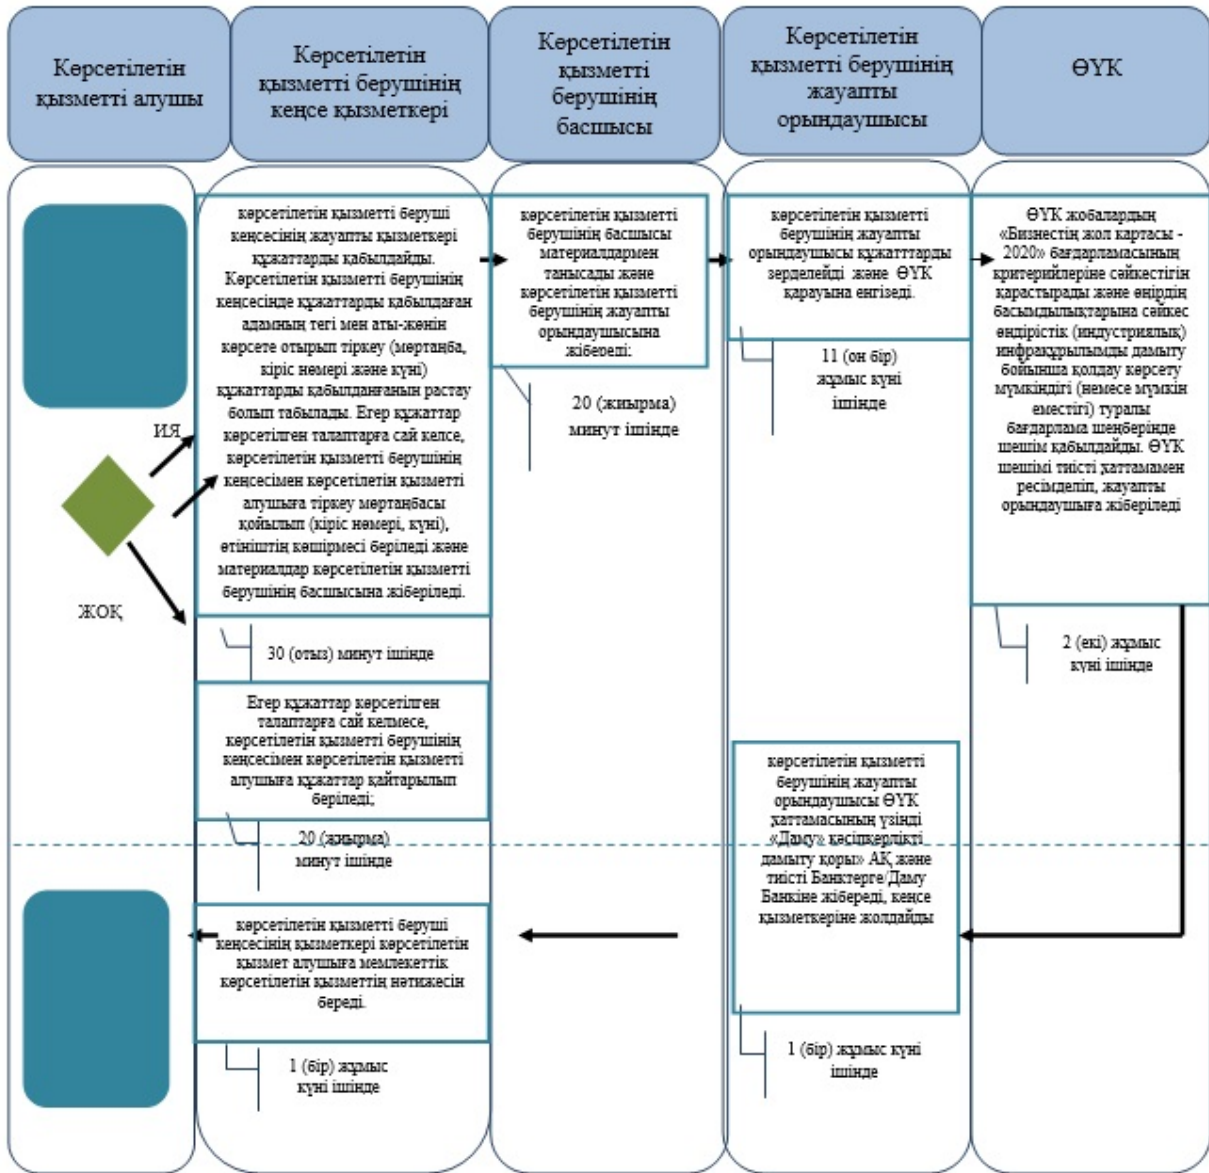 Көрсетілетін
қызметті алушы
Көрсетілетін
қызметті берушінің
кеңсе қызметкері
Көрсетілетін
қызметті
берушінің
басшысы
Көрсетілетін
қызметті берушінің
жауапты
орындаушысы
ӨҮК
көрсетілетін қызметті беруші
кеңсесінің жауапты қызметкері
құжаттарды қабылдайды.
Көрсетілетін қызметті берушінің
кеңсесінде құжаттарды қабылдаған
адамның тегі мен аты-жөнін
көрсете отырып тіркеу (мөртаңба,
кіріс нөмері және күні)
құжаттарды қабылданғанын растау
болып табылады. Егер құжаттар
көрсетілген талаптарға сай келсе,
көрсетілетін қызметті берушінің
кеңсесімен көрсетілетін қызметті
алушыға тіркеу мөртаңбасы
қойылып (кіріс нөмері, күні),
өтініштің көшірмесі беріледі және
материалдар көрсетілетін қызметті
берушінің басшысына жіберіледі.
көрсетілетін қызметті
берушінің басшысы
материалдармен
танысады және
көрсетілетін қызметті
берушінің жауапты
орындаушысына
жібереді;
көрсетілетін қызметті
берушінің жауапты
орындаушысы құжатттарды
зерделейді және ӨҮК
қарауына енгізеді.
ӨҮК жобалардың
«Бизнестің жол картасы -
2020» бағдарламасының
критерийлеріне сәйкестігін
қарастырады және өңірдің
басымдылықтарына сәйкес
өндірістік (индустриялық)
инфрақұрылымды дамыту
бойынша қолдау көрсету
мүмкіндігі (немесе мүмкін
еместігі) туралы
бағдарлама шеңберінде
шешім қабылдайды. ӨҮК
шешімі тиісті хаттамамен
ресімделіп, жауапты
орындаушыға жіберіледі
20 (жиырма)
минут ішінде
11 (он бір)
жұмыс күні
ішінде
ИЯ
ЖОҚ
30 (отыз) минут ішінде
2 (екі) жұмыс
күні ішінде
Егер құжаттар көрсетілген
талаптарға сай келмесе,
көрсетілетін қызметті берушінің
кеңсесімен көрсетілетін қызметті
алушыға құжаттар қайтарылып
беріледі;
20 (жиырма)
минут ішінде
көрсетілетін қызметті
берушінің жауапты
орындаушысы ӨҮК
хаттамасының үзінді
«Даму» кәсіпкерлікті
дамыту қоры» АҚ және
тиісті Банктерге/Даму
Банкіне жібереді, кеңсе
қызметкеріне жолдайды
көрсетілетін қызметті беруші
кеңсесінің қызметкері көрсетілетін
қызмет алушыға мемлекеттік
көрсетілетін қызметтің нәтижесін
береді.
1 (бір) жұмыс
күні ішінде
1 (бір) жұмыс күні
ішінде